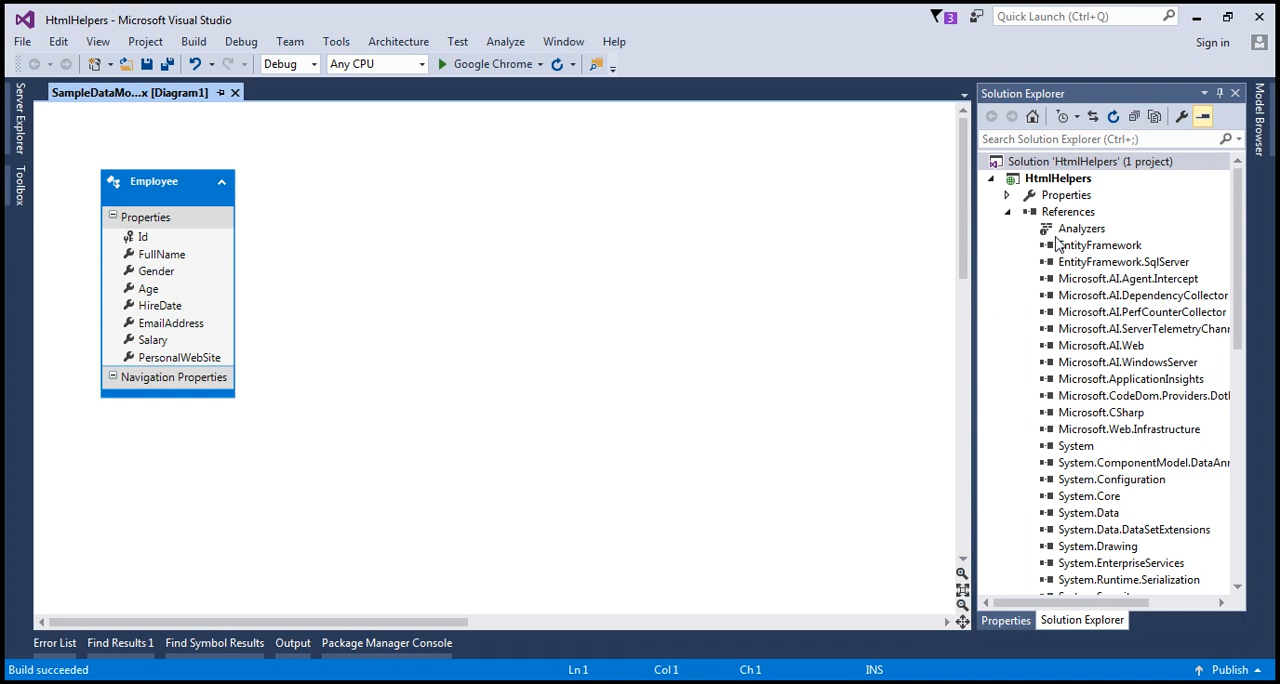 HtmlHelpers - Microsoft Visual Studio
3
Quick Launch (Ctrl+Q)
File Edit View Project Build Debug Team Tools Architecture Test Analyze Window Help
Sign in
Debug Any CPU Google Chrome
Server Explorer
Toolbox
SampleDataMo...x [Diagram1]
Employee
Properties
Id
FullName
Gender
Age
HireDate
EmailAddress
Salary
PersonalWebSite
Navigation Properties
Solution Explorer
Search Solution Explorer (Ctrl+;)
Solution 'HtmlHelpers' (1 project)
HtmlHelpers
Properties
References
Analyzers
EntityFramework
EntityFramework.SqlServer
Microsoft.AI.Agent.Intercept
Microsoft.AI.DependencyCollector
Microsoft.AI.PerfCounterCollector
Microsoft.AI.ServerTelemetryChann
Microsoft.AI.Web
Microsoft.AI.WindowsServer
Microsoft.ApplicationInsights
Microsoft.CodeDom.Providers.Dotl
Microsoft.CSharp
Microsoft.Web.Infrastructure
System
System.ComponentModel.DataAnn
System.Configuration
System.Core
System.Data
System.Data.DataSetExtensions
System.Drawing
System.EnterpriseServices
System.Runtime.Serialization
Properties Solution Explorer
Model Browser
Error List Find Results 1 Find Symbol Results Output Package Manager Console
Build succeeded Ln 1 Col 1 Ch 1 INS Publish